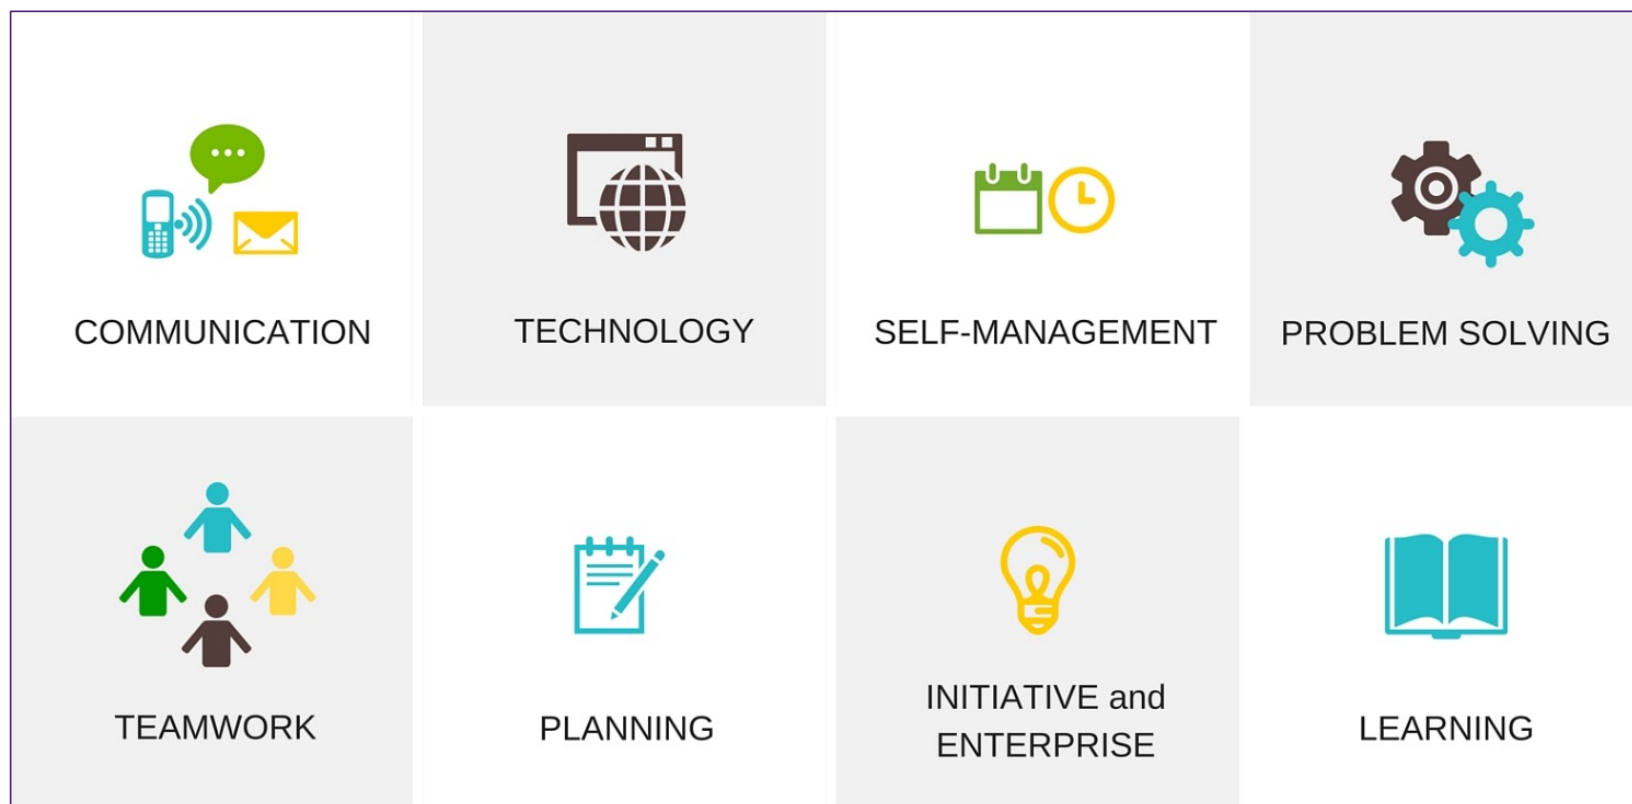 COMMUNICATION
TECHNOLOGY
SELF-MANAGEMENT
PROBLEM SOLVING
TEAMWORK
PLANNING
INITIATIVE and
ENTERPRISE
LEARNING